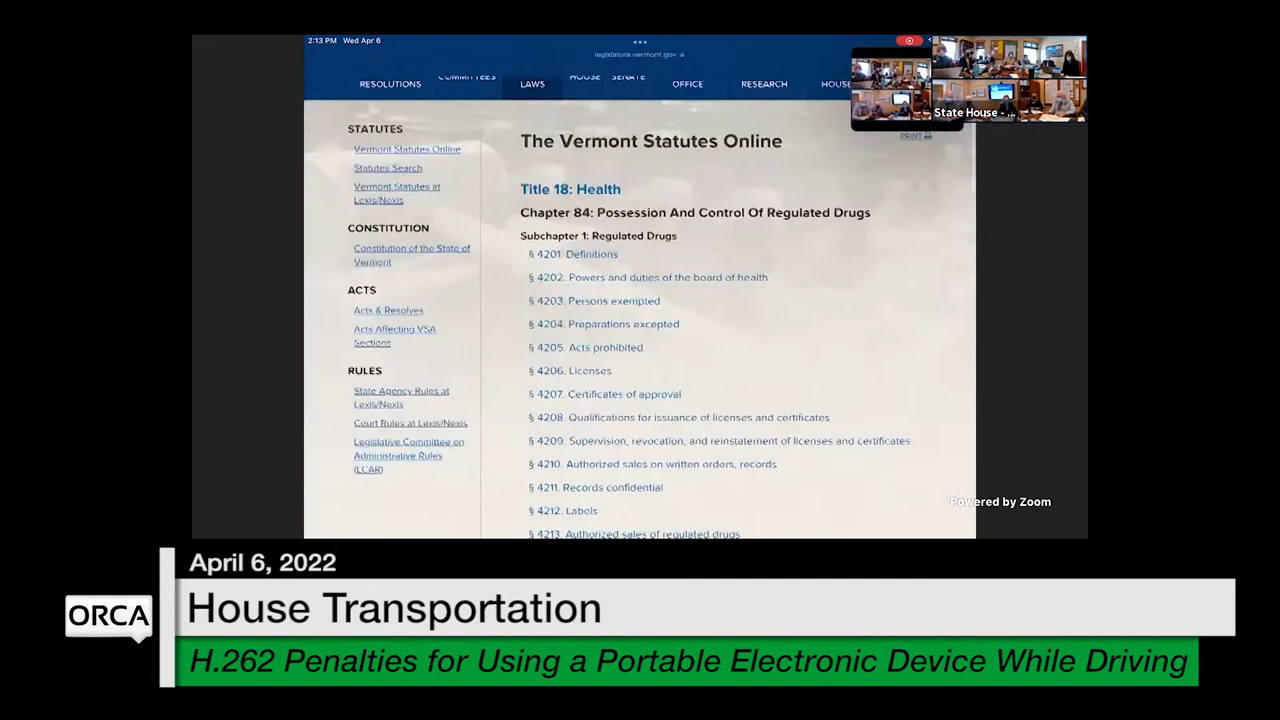 2:13 PM Wed Apr 6
legislature.vermont.gov
RESOLUTIONS
COMMITTEES
LAWS
HOUSE
SENATE
OFFICE
RESEARCH
HOUSE
State House - ...
PRINT
STATUTES
Vermont Statutes Online
Statutes Search
Vermont Statutes at
Lexis/Nexis
CONSTITUTION
Constitution of the State of
Vermont
ACTS
Acts & Resolves
Acts Affecting VSA
Sections
RULES
State Agency Rules at
Lexis/Nexis
Court Rules at Lexis/Nexis
Legislative Committee on
Administrative Rules
(LCAR)
The Vermont Statutes Online
Title 18: Health
Chapter 84: Possession And Control Of Regulated Drugs
Subchapter 1: Regulated Drugs
§ 4201. Definitions
§ 4202. Powers and duties of the board of health
§ 4203. Persons exempted
§ 4204. Preparations excepted
§ 4205. Acts prohibited
§ 4206. Licenses
§ 4207. Certificates of approval
§ 4208. Qualifications for issuance of licenses and certificates
§ 4209. Supervision, revocation, and reinstatement of licenses and certificates
§ 4210. Authorized sales on written orders, records
§ 4211. Records confidential
§ 4212. Labels
§ 4213. Authorized sales of regulated drugs
Powered by Zoom
April 6, 2022
ORCA
House Transportation
H.262 Penalties for Using a Portable Electronic Device While Driving